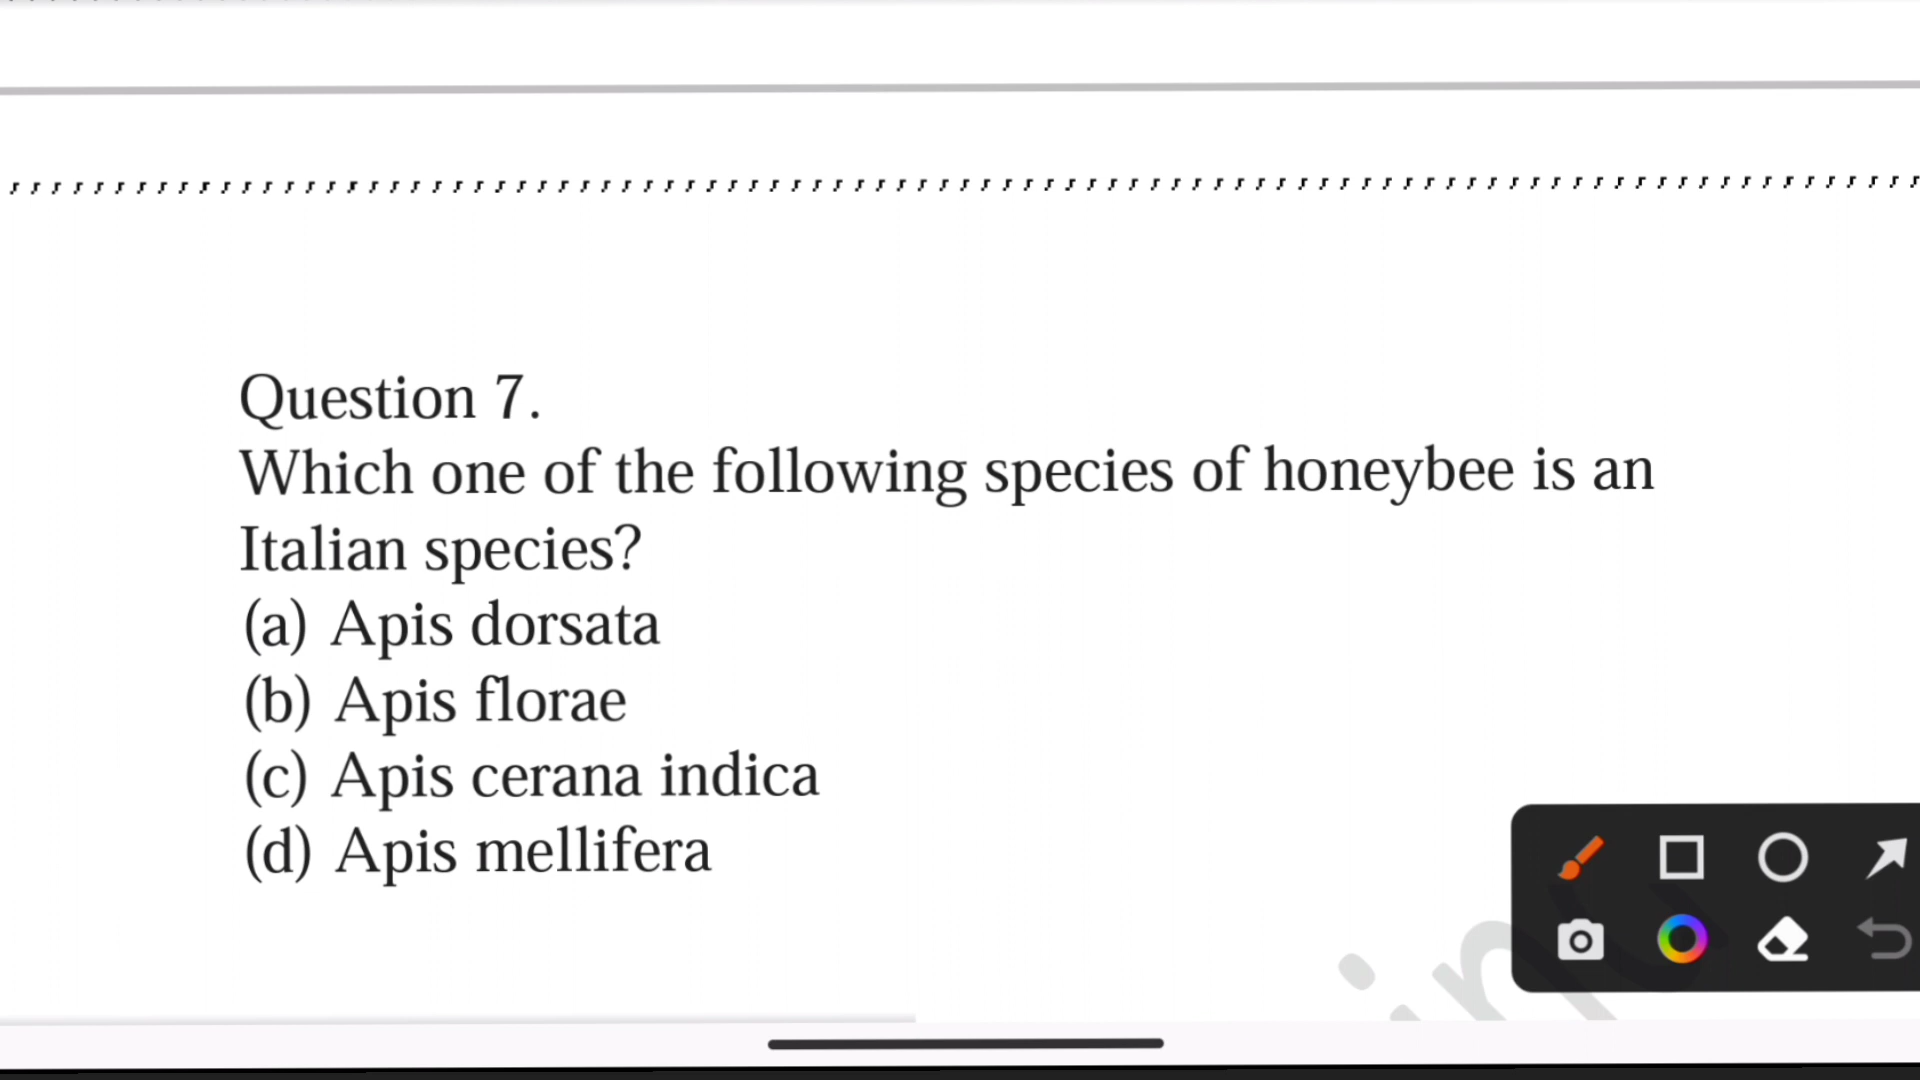 Question 7.
Which one of the following species of honeybee is an
Italian species?
(a) Apis dorsata
(b) Apis florae
(c) Apis cerana indica
(d) Apis mellifera